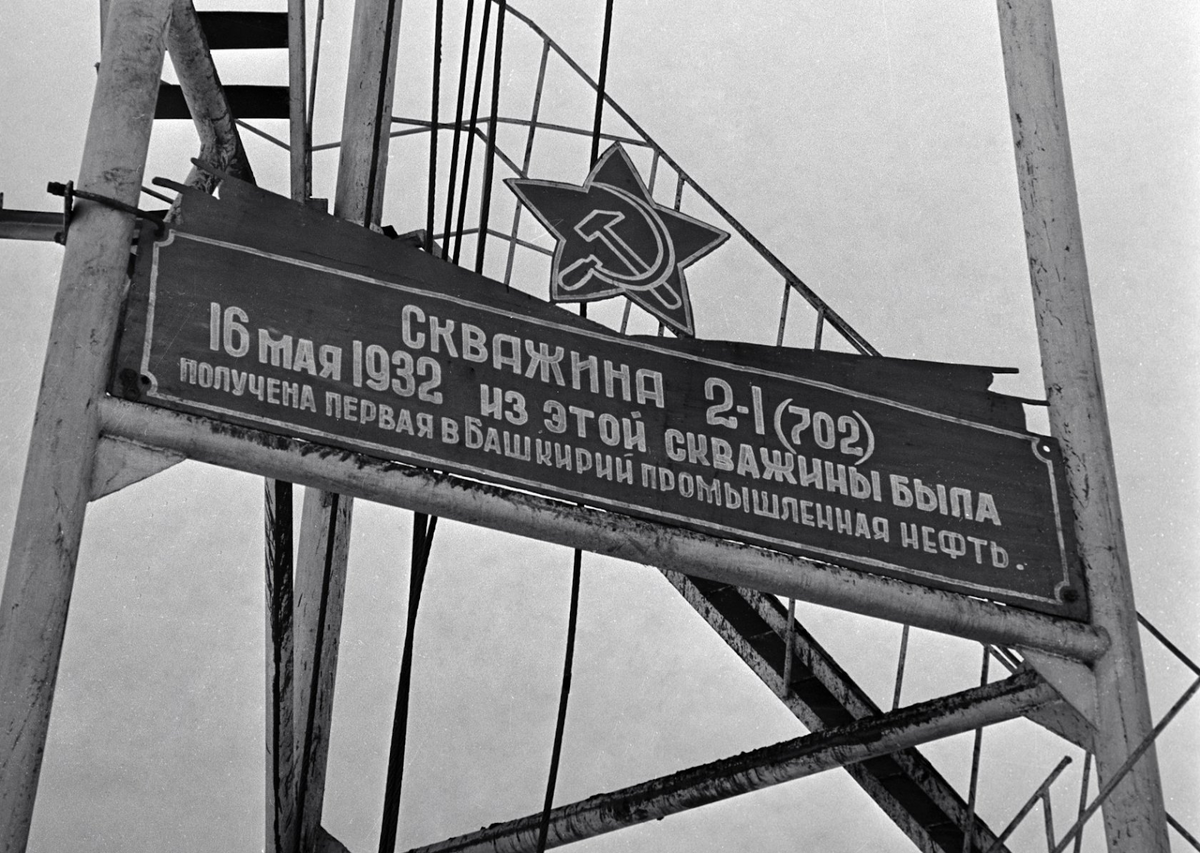 СКВАЖИНА 2-1 (702)
16 МАЯ 1932 ИЗ ЭТОЙ СКВАЖИНЫ БЫЛА
ПОЛУЧЕНА ПЕРВАЯ В БАШКИРИЙ ПРОМЫШЛЕННАЯ НЕФТЬ.